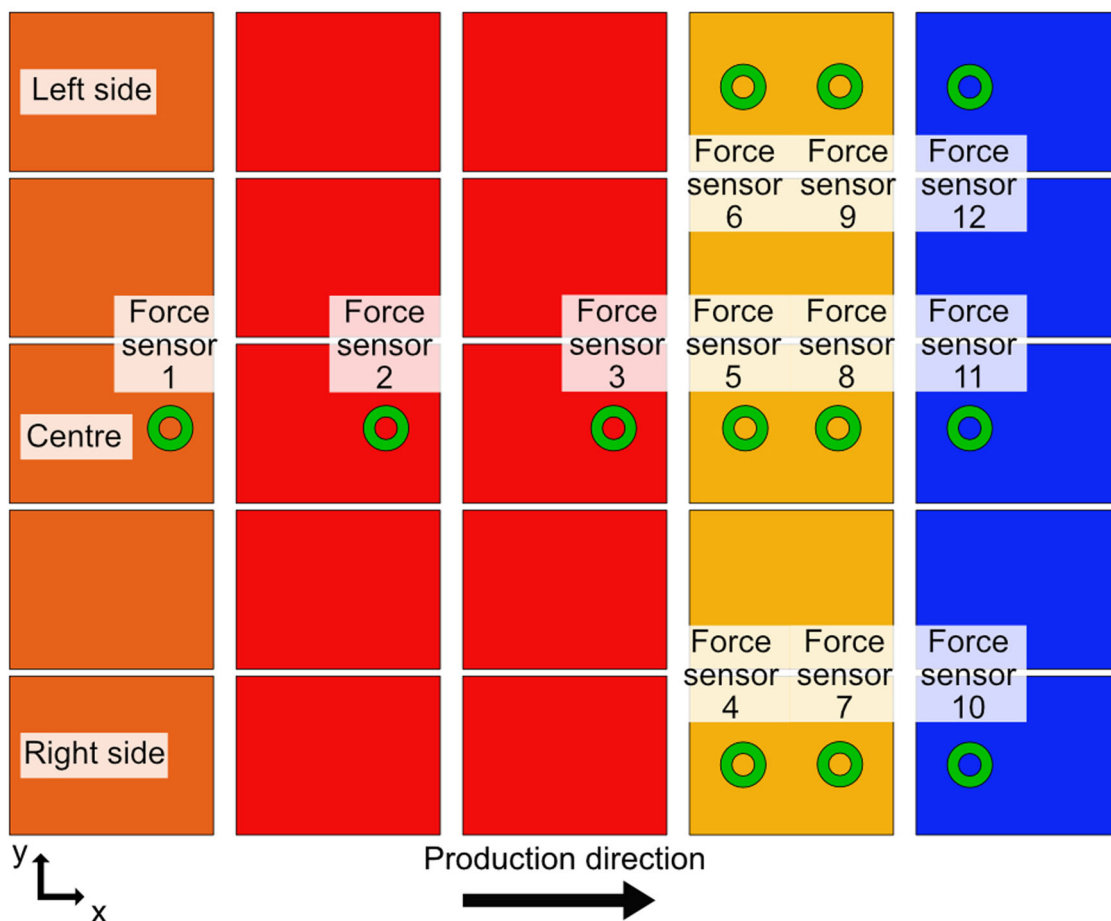 Left side
Force
sensor
6
Force
sensor
9
Force
sensor
12
Force
sensor
1
Force
sensor
2
Force
sensor
3
Force
sensor
5
Force
sensor
8
Force
sensor
11
Centre
Force
sensor
4
Force
sensor
7
Force
sensor
10
Right side
y
x
Production direction